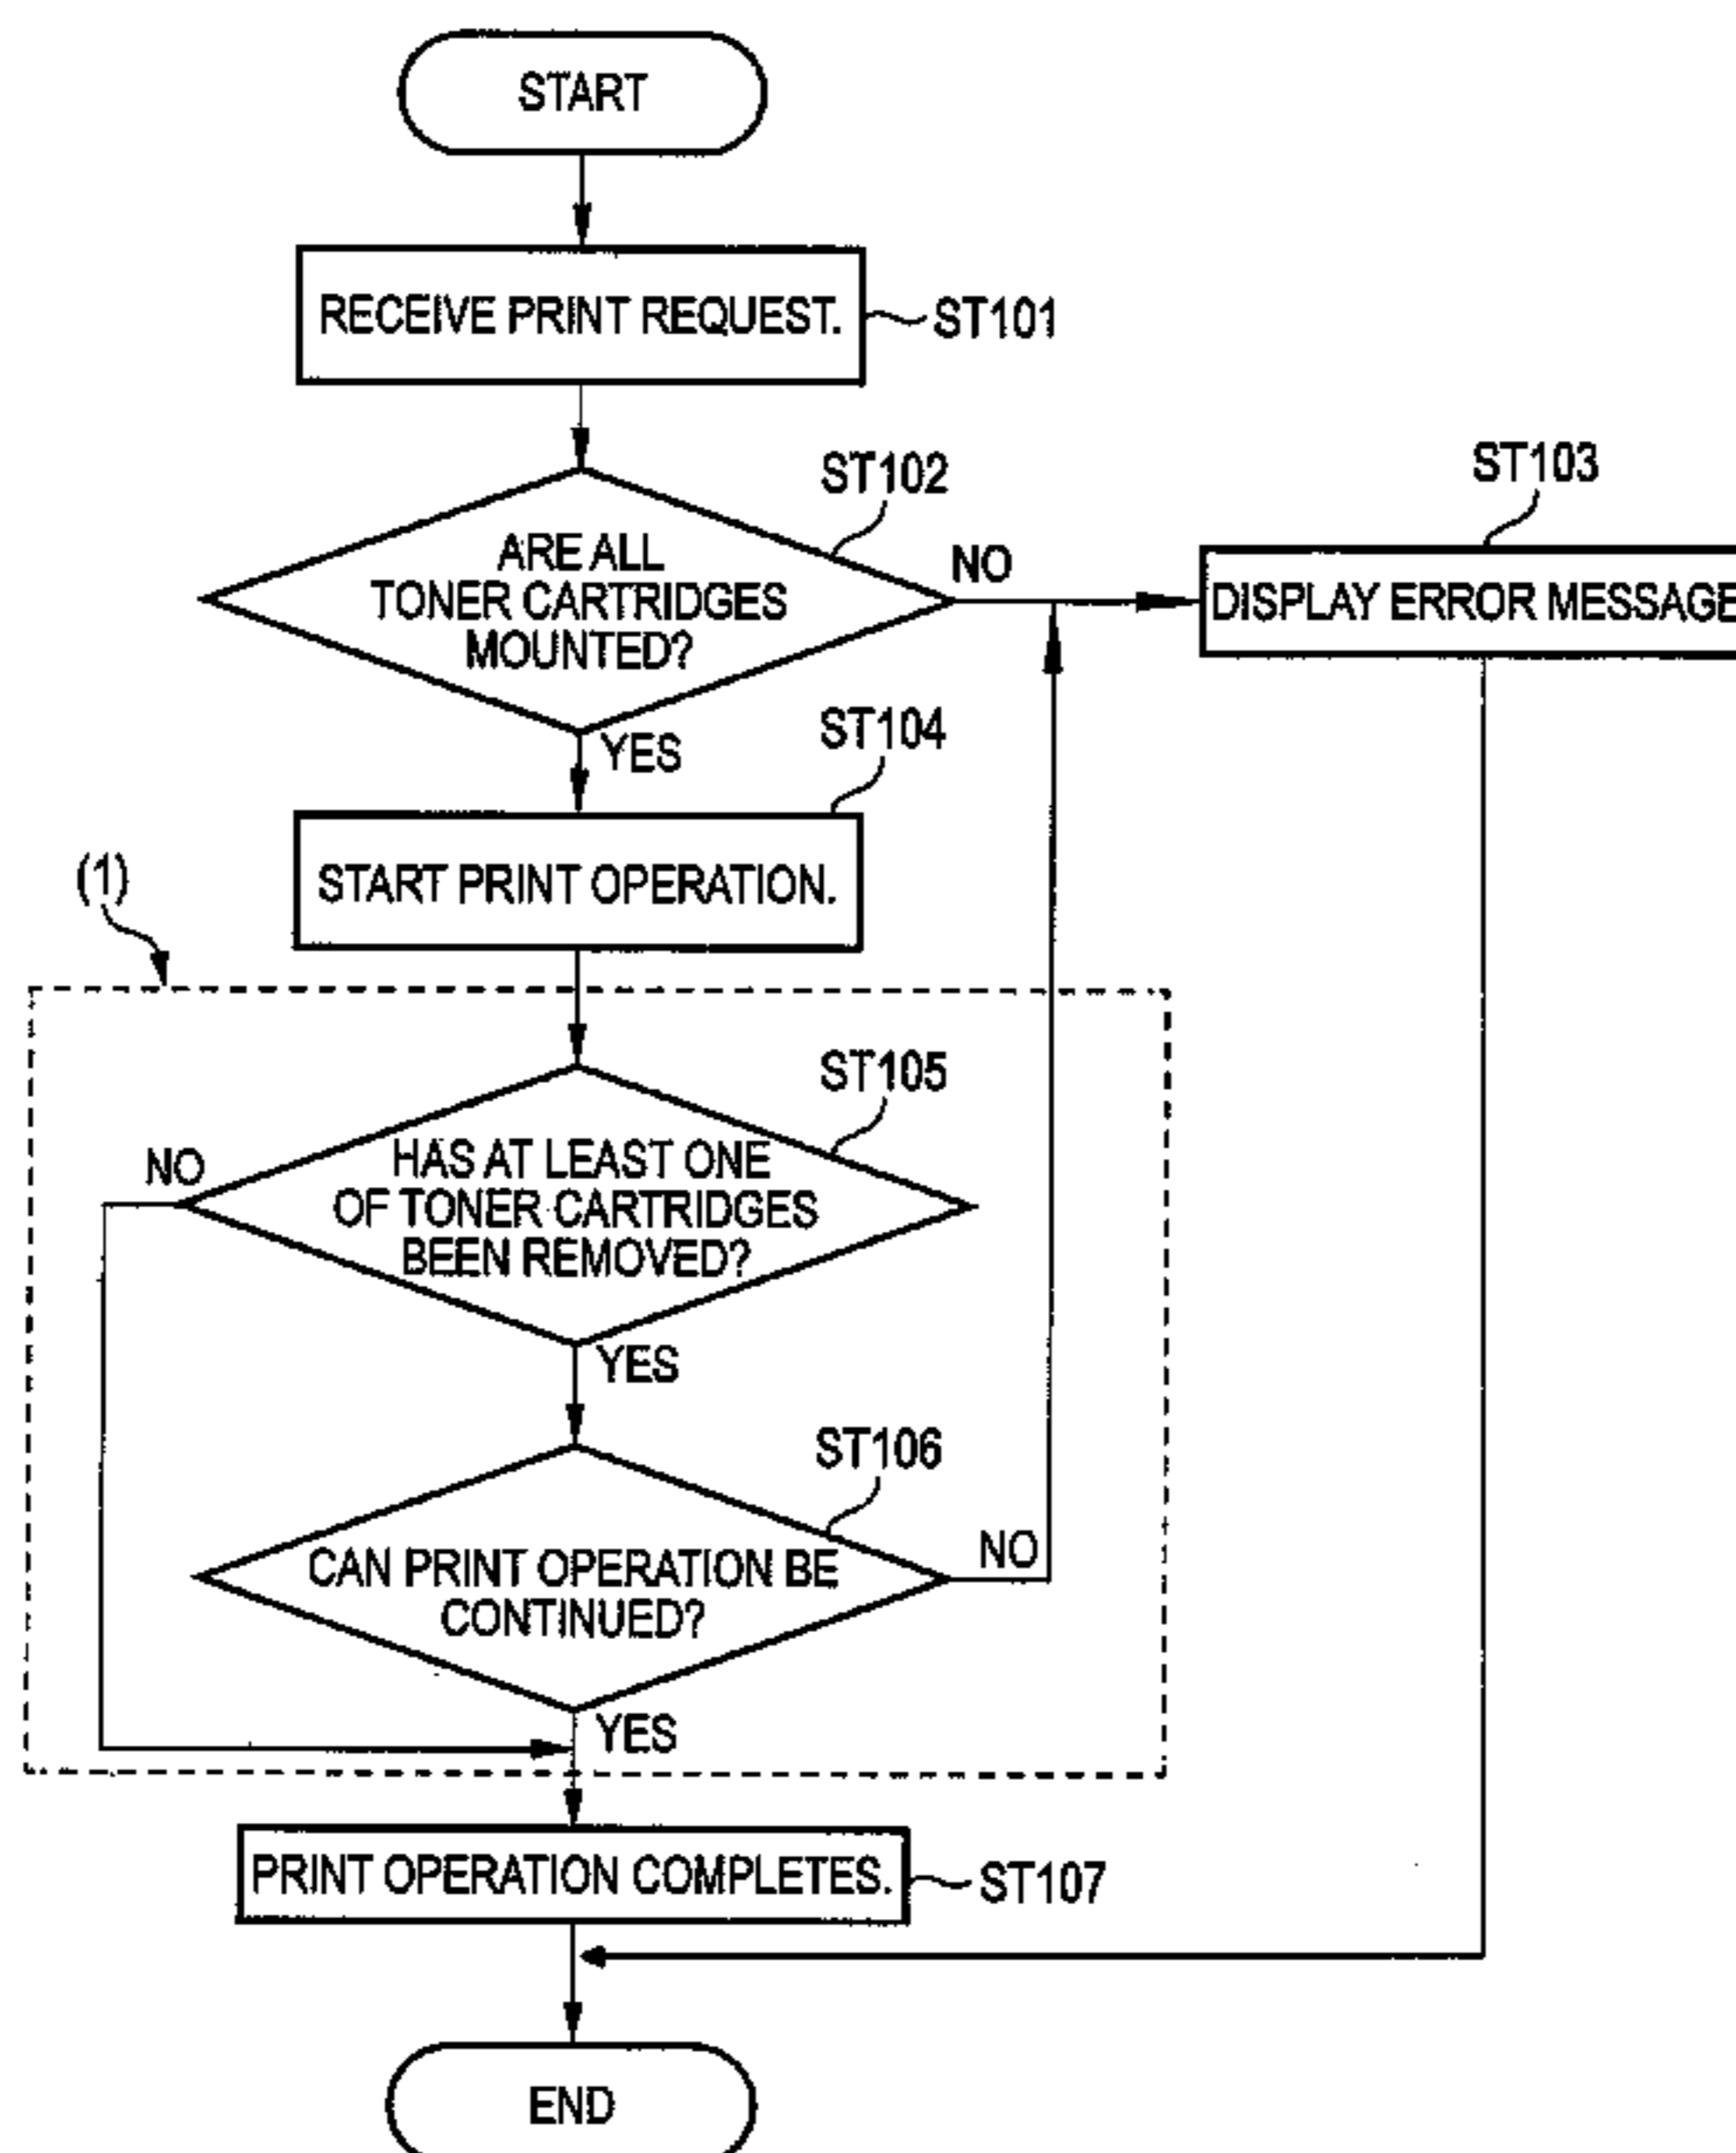 START
RECEIVE PRINT REQUEST.
ST101
ST102
ARE ALL
TONER CARTRIDGES
MOUNTED?
NO
ST103
DISPLAY ERROR MESSAGE
YES
ST104
START PRINT OPERATION.
(1)
ST105
HAS AT LEAST ONE
OF TONER CARTRIDGES
BEEN REMOVED?
NO
YES
ST106
CAN PRINT OPERATION BE
CONTINUED?
NO
YES
PRINT OPERATION COMPLETES.
ST107
END